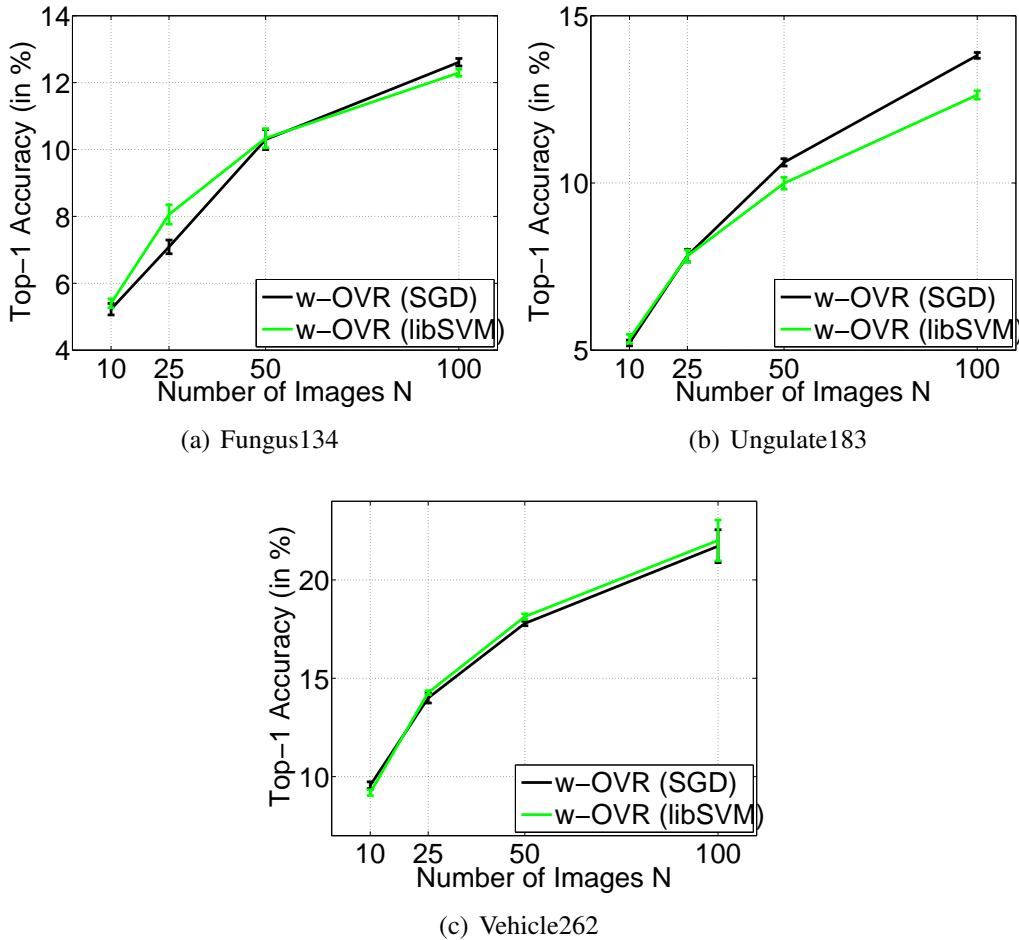 14
12
10
8
6
4
Top-1 Accuracy (in %)
w-OVR (SGD)
w-OVR (libSVM)
10 25 50 100
Number of Images N
(a) Fungus134
15
10
5
Top-1 Accuracy (in %)
w-OVR (SGD)
w-OVR (libSVM)
10 25 50 100
Number of Images N
(b) Ungulate183
20
15
10
Top-1 Accuracy (in %)
w-OVR (SGD)
w-OVR (libSVM)
10 25 50 100
Number of Images N
(c) Vehicle262